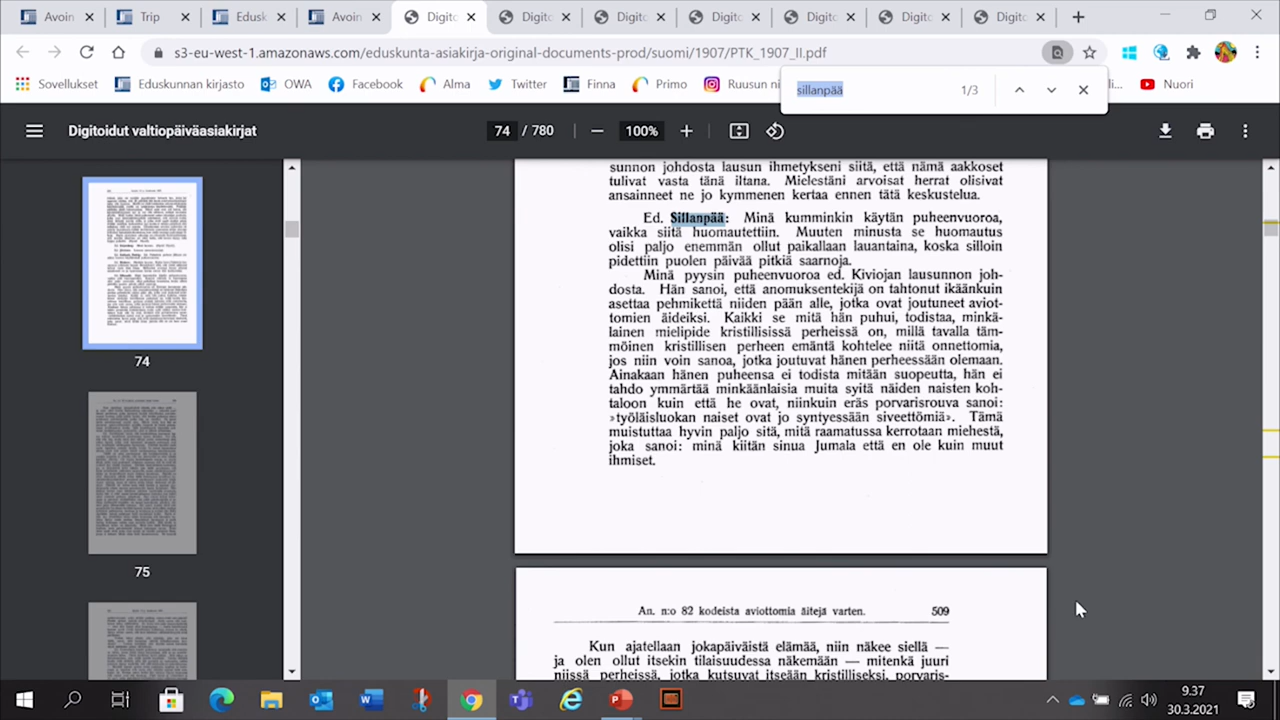 Avoin
Trip
Edusk
Avoin
Digito
Digito
Digito
Digito
Digito
Digito
Digito
s3-eu-west-1.amazonaws.com/eduskunta-asiakirja-original-documents-prod/suomi/1907/PTK_1907_II.pdf
Sovellukset
Eduskunnan kirjasto
OWA
Facebook
Alma
Twitter
Finna
Primo
Ruusun ni
Nuori
sillanpää
1/3
Digitoidut valtiopäiväasiakirjat
74 / 780
100%
74
75
sunnon johdosta lausun ihmetykseni siitä, että nämä aakkoset
tulivat vasta tänä iltana. Mielestäni arvoisat herrat olisivat
ansainneet ne jo kymmenen kertaa ennen tätä keskustelua.
Ed. Sillanpää: Minä kumminkin käytän puheenvuoroa,
vaikka siitä huomautettiin. Muuten minusta se huomautus
olisi paljo enemmän ollut paikallaan lauantaina, koska silloin
pidettiin puolen päivää pitkiä saarnoja.
Minä pyysin puheenvuoroa ed. Kiviojan lausunnon joh-
dosta. Hän sanoi, että anomuksentekijä on tahtonut ikäänkuin
asettaa pehmikettä niiden pään alle, jotka ovat joutuneet aviot-
tomien äideiksi. Kaikki se mitä hän puhui, todistaa, minkä-
lainen mielipide kristillisissä perheissä on, millä tavalla täm-
möinen kristillisen perheen emäntä kohtelee niitä onnettomia,
jos niin voin sanoa, jotka joutuvat hänen perheessään olemaan.
Ainakaan hänen puheensa ei todista mitään suopeutta, hän ei
tahdo ymmärtää minkäänlaisia muita syitä näiden naisten koh-
taloon kuin että he ovat, niinkuin eräs porvarisrouva sanoi:
»työläisluokan naiset ovat jo syntyessään siveettömiä». Tämä
muistuttaa hyvin paljo sitä, mitä raamatussa kerrotaan miehestä,
joka sanoi: minä kiitän sinua Jumala että en ole kuin muut
ihmiset.
An. n:o 82 kodeista aviottomia äitejä varten. 509
Kun ajatellaan jokapäiväistä elämää, niin näkee siellä —
ja olen ollut itsekin tilaisuudessa näkemään — mitenkä juuri
niissä perheissä, jotka kutsuvat itseään kristilliseksi, porvaris-
9.37
30.3.2021